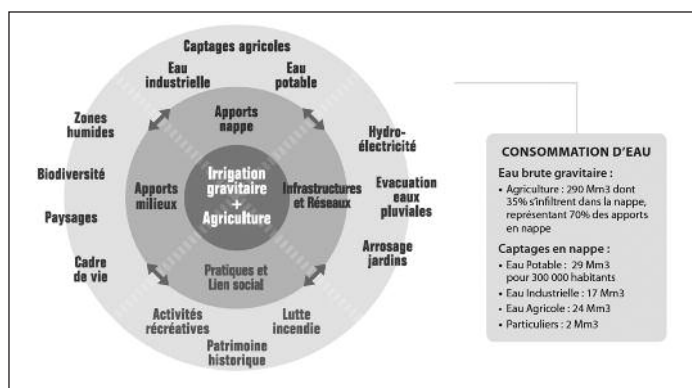 Captages agricoles
Eau
industrielle
Eau
potable
Zones
humides
Apports
nappe
Hydro-
électricité
Biodiversité
Apports
milieux
Irrigation
gravitaire
+
Agriculture
Infrastructures
et Réseaux
Evacuation
eaux
pluviales
Paysages
Arrosage
jardins
Cadre
de vie
Pratiques et
Lien social
Activités
récréatives
Lutte
incendie
Patrimoine
historique
CONSOMMATION D'EAU
Eau brute gravitaire :
• Agriculture : 290 Mm3 dont
35% s'infiltrent dans la nappe,
représentant 70% des apports
en nappe
Captages en nappe :
• Eau Potable : 29 Mm3
pour 300 000 habitants
• Eau Industrielle : 17 Mm3
• Eau Agricole : 24 Mm3
• Particuliers : 2 Mm3